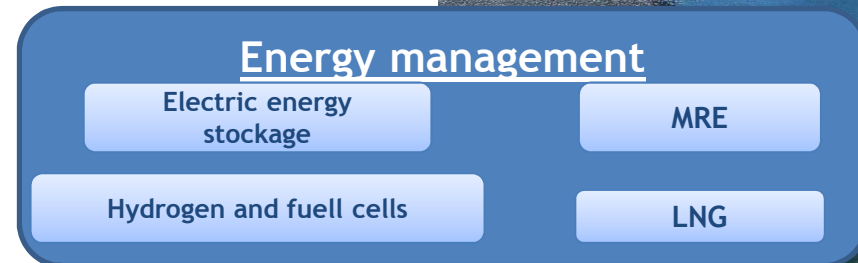 Energy management
Electric energy
stockage
MRE
Hydrogen and fuell cells
LNG